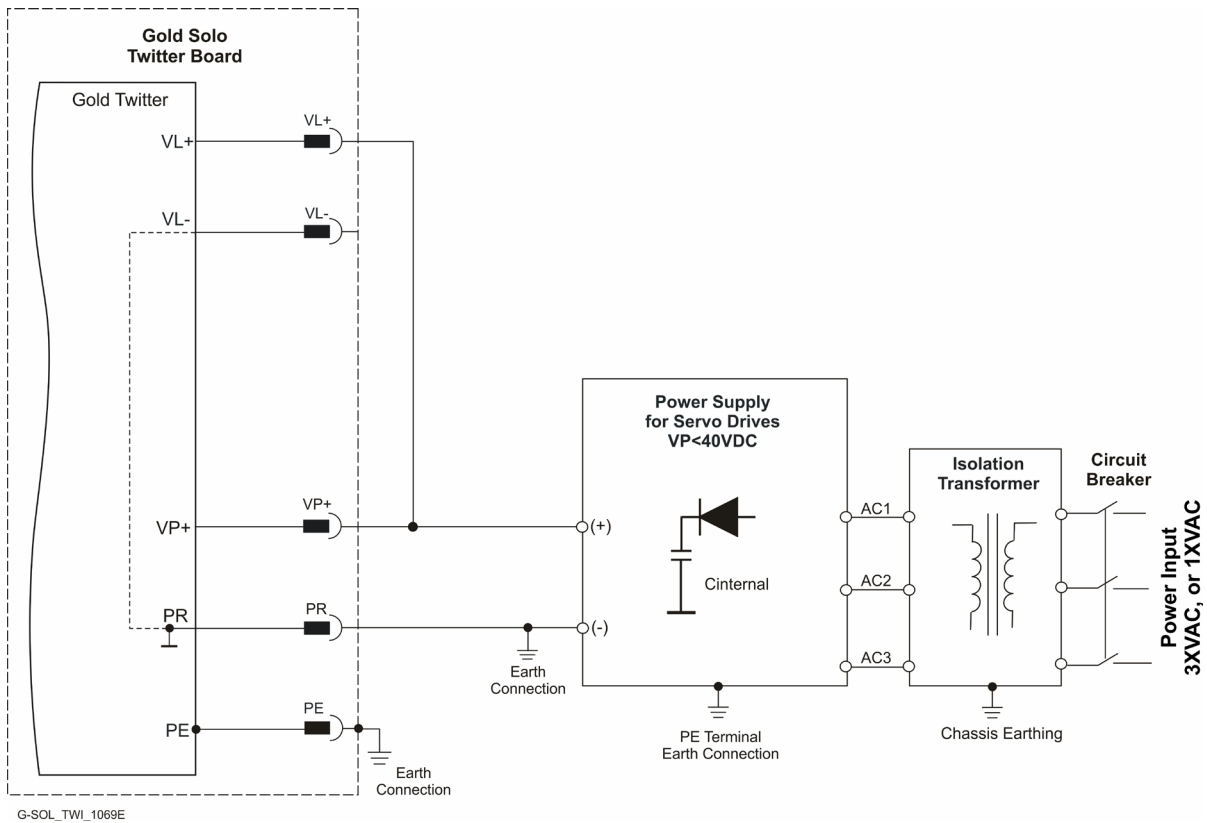 Gold Solo
Twitter Board
Gold Twitter
VL+
VL+
VL-
VL-
VP+
VP+
PR
PR
PE
PE
Earth
Connection
Earth
Connection
(+)
(-)
Power Supply
for Servo Drives
VP<40VDC
Cinternal
PE Terminal
Earth Connection
AC1
AC2
AC3
Isolation
Transformer
Chassis Earthing
Circuit
Breaker
Power Input
3XVAC, or 1XVAC
G-SOL_TWI_1069E